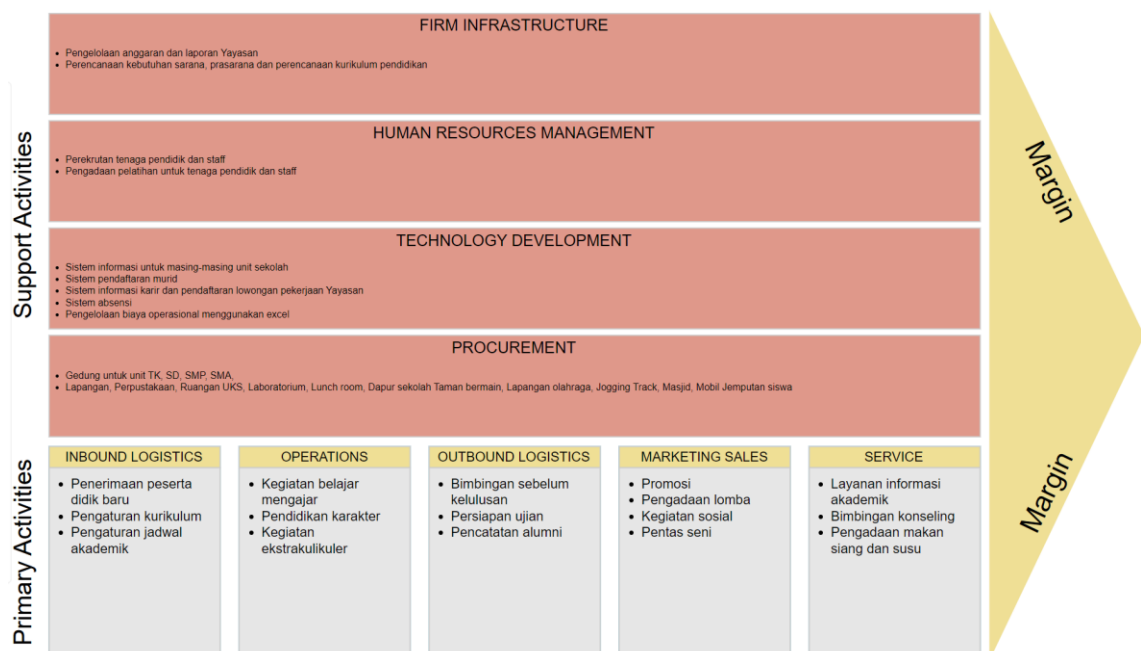 FIRM INFRASTRUCTURE
• Pengelolaan anggaran dan laporan Yayasan
• Perencanaan kebutuhan sarana, prasarana dan perencanaan kurikulum pendidikan
HUMAN RESOURCES MANAGEMENT
• Perekrutan tenaga pendidik dan staff
• Pengadaan pelatihan untuk tenaga pendidik dan staff
TECHNOLOGY DEVELOPMENT
• Sistem informasi untuk masing-masing unit sekolah
• Sistem pendaftaran murid
• Sistem informasi karir dan pendaftaran lowongan pekerjaan Yayasan
• Sistem absensi
• Pengelolaan biaya operasional menggunakan excel
PROCUREMENT
• Gedung untuk unit TK, SD, SMP, SMA,
• Lapangan, Perpustakaan, Ruangan UKS, Laboratorium, Lunch room, Dapur sekolah Taman bermain, Lapangan olahraga, Jogging Track, Masjid, Mobil Jemputan siswa
Support Activities
INBOUND LOGISTICS
• Penerimaan peserta
didik baru
• Pengaturan kurikulum
• Pengaturan jadwal
akademik
OPERATIONS
• Kegiatan belajar
mengajar
• Pendidikan karakter
• Kegiatan
ekstrakulikuler
OUTBOUND LOGISTICS
• Bimbingan sebelum
kelulusan
• Persiapan ujian
• Pencatatan alumni
MARKETING SALES
• Promosi
• Pengadaan lomba
• Kegiatan sosial
• Pentas seni
SERVICE
• Layanan informasi
akademik
• Bimbingan konseling
• Pengadaan makan
siang dan susu
Primary Activities
Margin
Margin